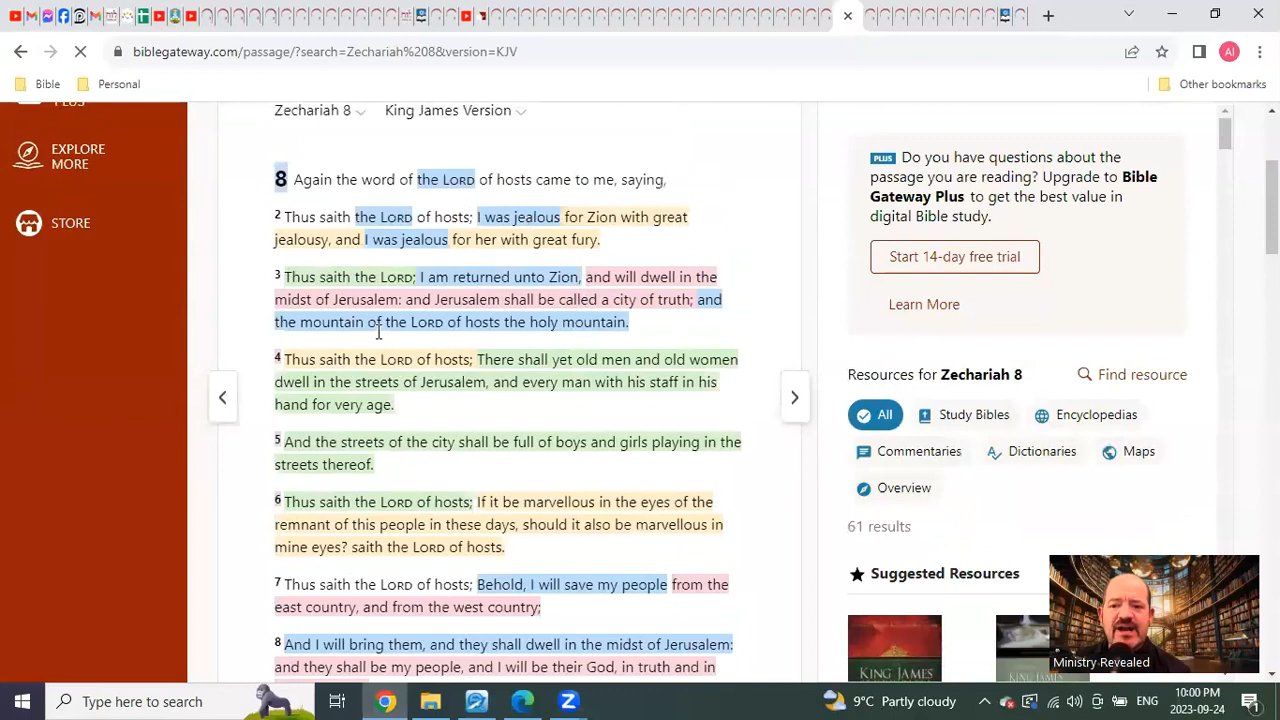 biblegateway.com/passage/?search=Zechariah%208&version=KJV
Bible
Personal
Other bookmarks
PLUS
EXPLORE
MORE
STORE
Zechariah 8
King James Version
8 Again the word of the LORD of hosts came to me, saying,
2 Thus saith the LORD of hosts; I was jealous for Zion with great
jealousy, and I was jealous for her with great fury.
3 Thus saith the LORD; I am returned unto Zion, and will dwell in the
midst of Jerusalem: and Jerusalem shall be called a city of truth; and
the mountain of the LORD of hosts the holy mountain.
4 Thus saith the LORD of hosts; There shall yet old men and old women
dwell in the streets of Jerusalem, and every man with his staff in his
hand for very age.
5 And the streets of the city shall be full of boys and girls playing in the
streets thereof.
6 Thus saith the LORD of hosts; If it be marvellous in the eyes of the
remnant of this people in these days, should it also be marvellous in
mine eyes? saith the LORD of hosts.
7 Thus saith the LORD of hosts; Behold, I will save my people from the
east country, and from the west country;
8 And I will bring them, and they shall dwell in the midst of Jerusalem:
and they shall be my people, and I will be their God, in truth and in
PLUS Do you have questions about the
passage you are reading? Upgrade to Bible
Gateway Plus to get instant answers in
digital Bible study.
Start 14-day free trial
Learn More
Resources for Zechariah 8
Find resource
All
Study Bibles
Encyclopedias
Commentaries
Dictionaries
Maps
Overview
61 results
Suggested Resources
KING JAMES
Ministry Revealed
Type here to search
9°C Partly cloudy
ENG
10:00 PM
2023-09-24
AI
1